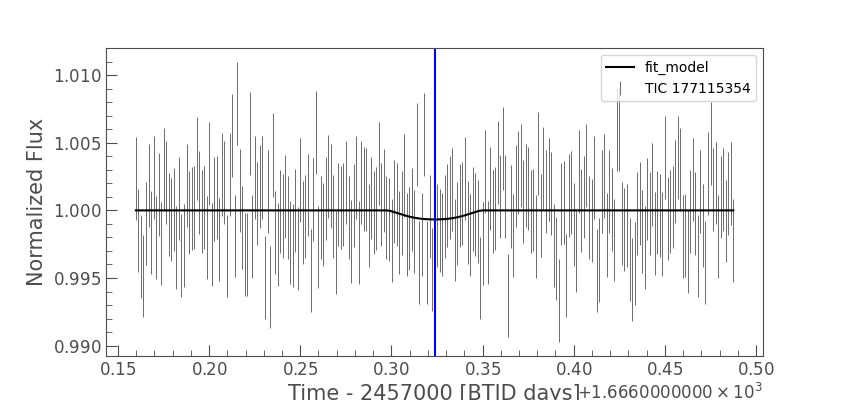 fit_model
TIC 177115354
Normalized Flux
1.010
1.005
1.000
0.995
0.990
0.15 0.20 0.25 0.30 0.35 0.40 0.45 0.50
Time - 2457000 [BTJD days]
+1.6660000000 × 10³